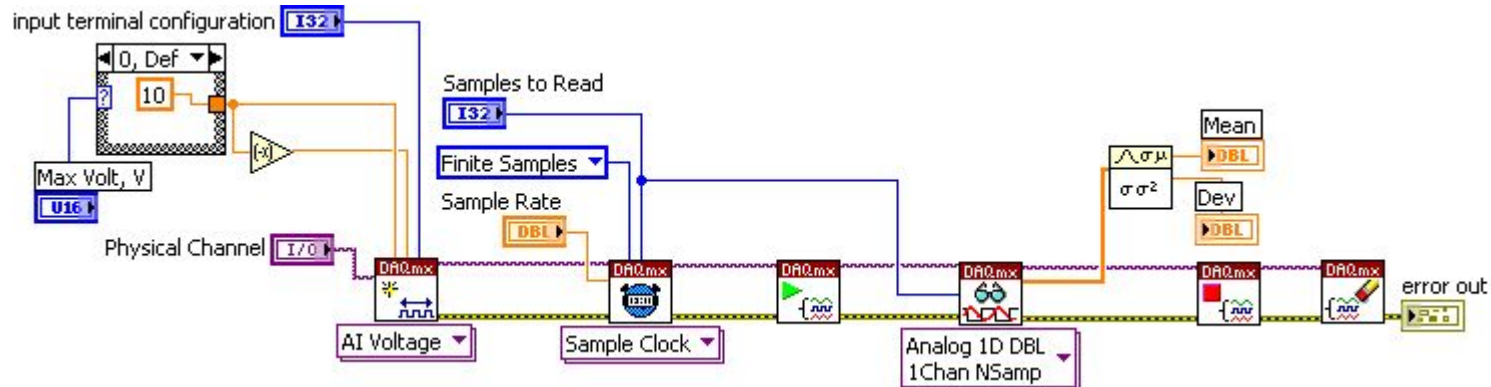 input terminal configuration I32
0, Def
?
10
Max Volt, V
U16
(-x)
Physical Channel I/O
Samples to Read
I32
Finite Samples
Sample Rate
DBL
DAQmx
AI Voltage
DAQmx
Sample Clock
DAQmx
DAQmx
Analog 1D DBL
1Chan NSamp
σμ
σσ²
Mean
DBL
Dev
DBL
DAQmx
DAQmx
error out